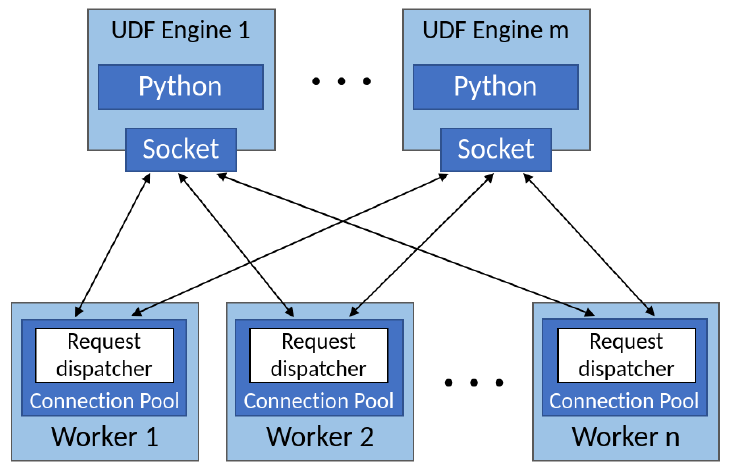 UDF Engine 1
Python
Socket
UDF Engine m
Python
Socket
. . .
Request
dispatcher
Connection Pool
Worker 1
Request
dispatcher
Connection Pool
Worker 2
. . .
Request
dispatcher
Connection Pool
Worker n